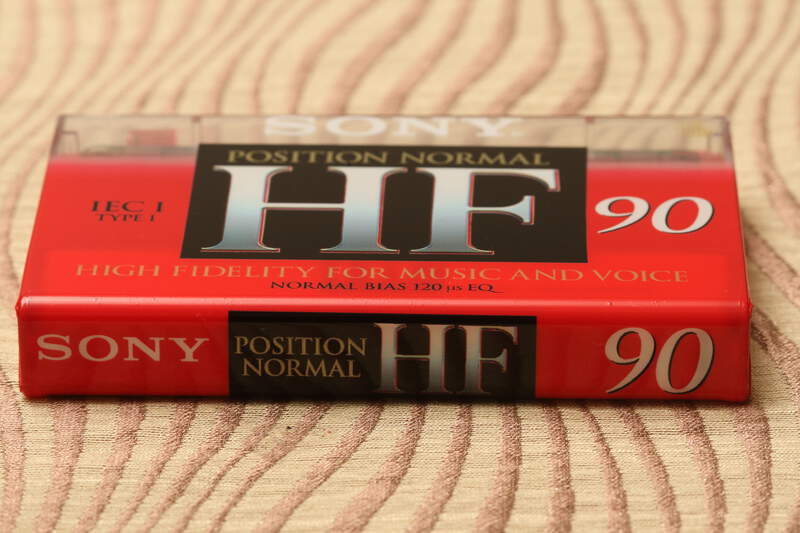 SONY
POSITION NORMAL
IEC I
TYPE I
HF
90
HIGH FIDELITY FOR MUSIC AND VOICE
NORMAL BIAS 120 µs EQ
SONY
POSITION
NORMAL
HF
90